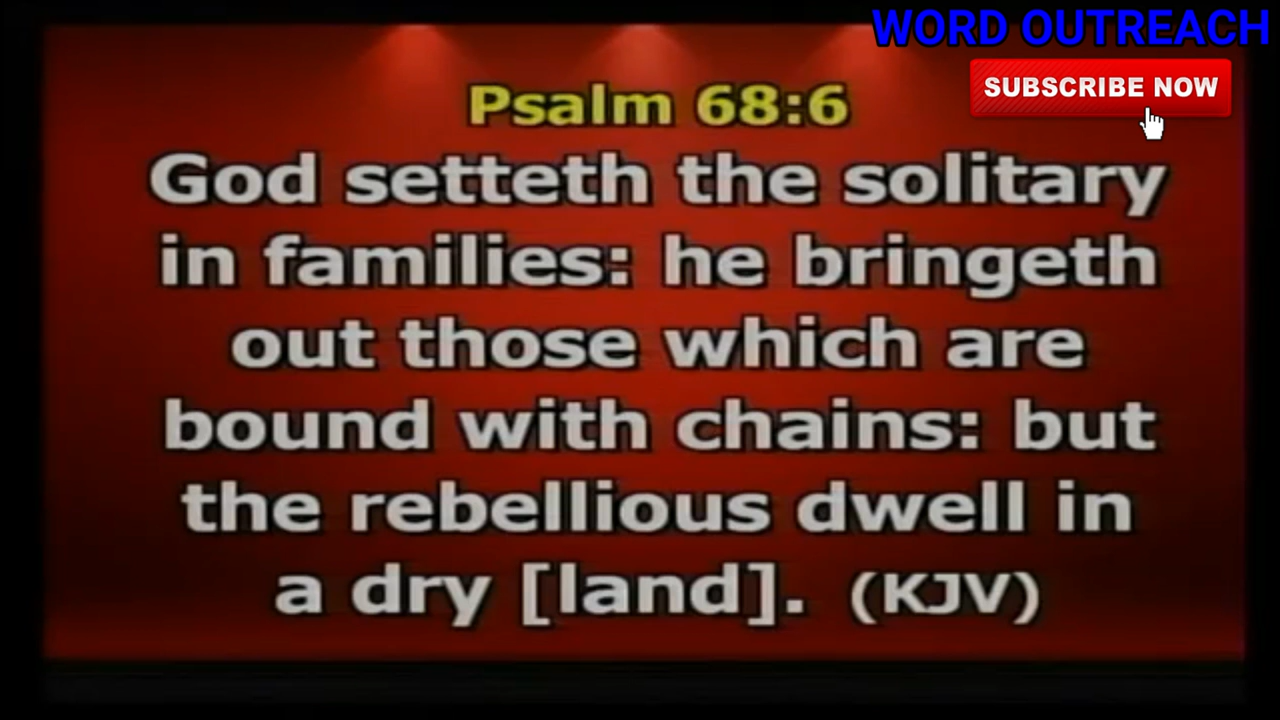 WORD OUTREACH
SUBSCRIBE NOW
Psalm 68:6
God setteth the solitary
in families: he bringeth
out those which are
bound with chains: but
the rebellious dwell in
a dry [land]. (KJV)